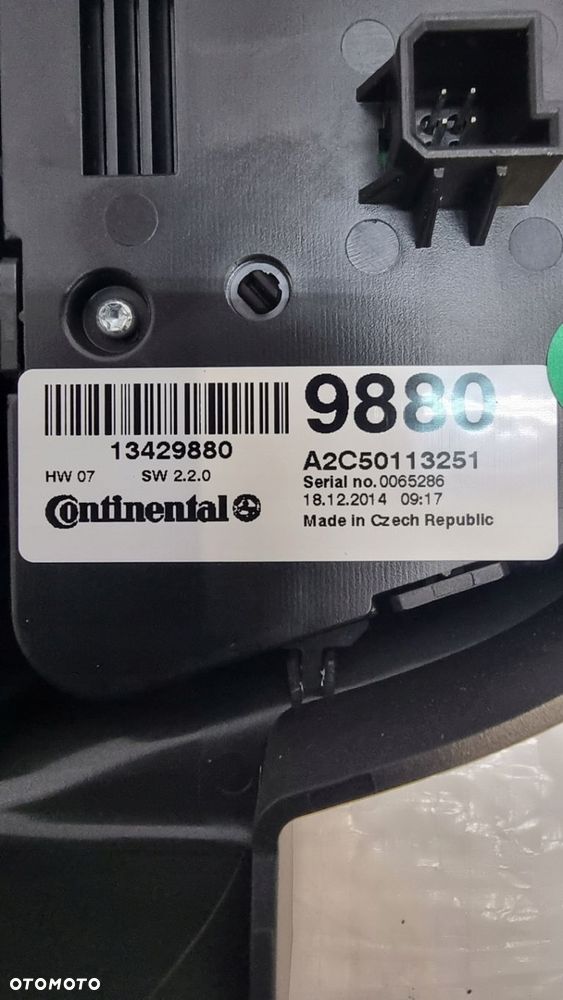 9880
13429880
A2C50113251
HW 07 SW 2.2.0
Serial no.0065286
18.12.2014 09:17
Continental
Made in Czech Republic
OTOMOTO